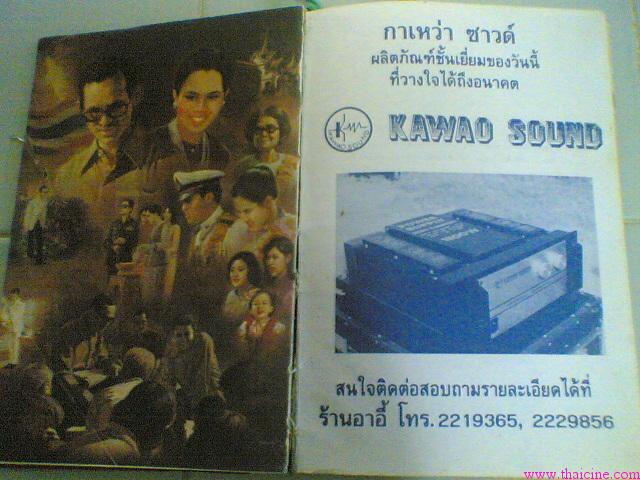 กาเหว่า ซาวด์
ผลิตภัณฑ์ชั้นเยี่ยมของวันนี้
ที่วางใจได้ถึงอนาคต
KAWAO SOUND
KAWAO SOUND
สนใจติดต่อสอบถามรายละเอียดได้ที่
ร้านอาอี้ โทร. 2219365, 2229856
www.thaicine.com